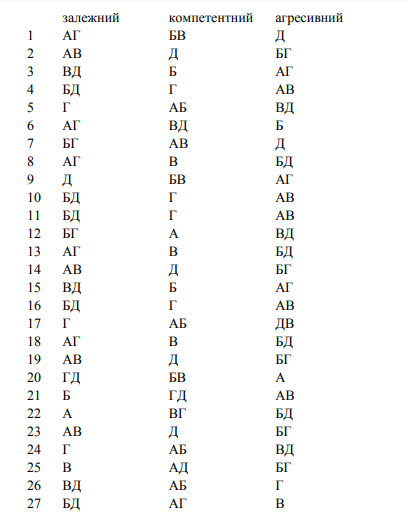 залежний компетентний агресивний
1 АГ БВ Д
2 АВ Д БГ
3 ВД Б АГ
4 БД Г АВ
5 Г АБ ВД
6 АГ ВД Б
7 БГ АВ Д
8 АГ В БД
9 Д БВ АГ
10 БД Г АВ
11 БД Г АВ
12 БГ А ВД
13 АГ В БД
14 АВ Д БГ
15 ВД Б АГ
16 БД Г АВ
17 Г АБ ДВ
18 АГ В БД
19 АВ Д БГ
20 ГД БВ А
21 Б ГД АВ
22 А ВГ БД
23 АВ Д БГ
24 Г АБ ВД
25 В АД БГ
26 ВД АБ Г
27 БД АГ В